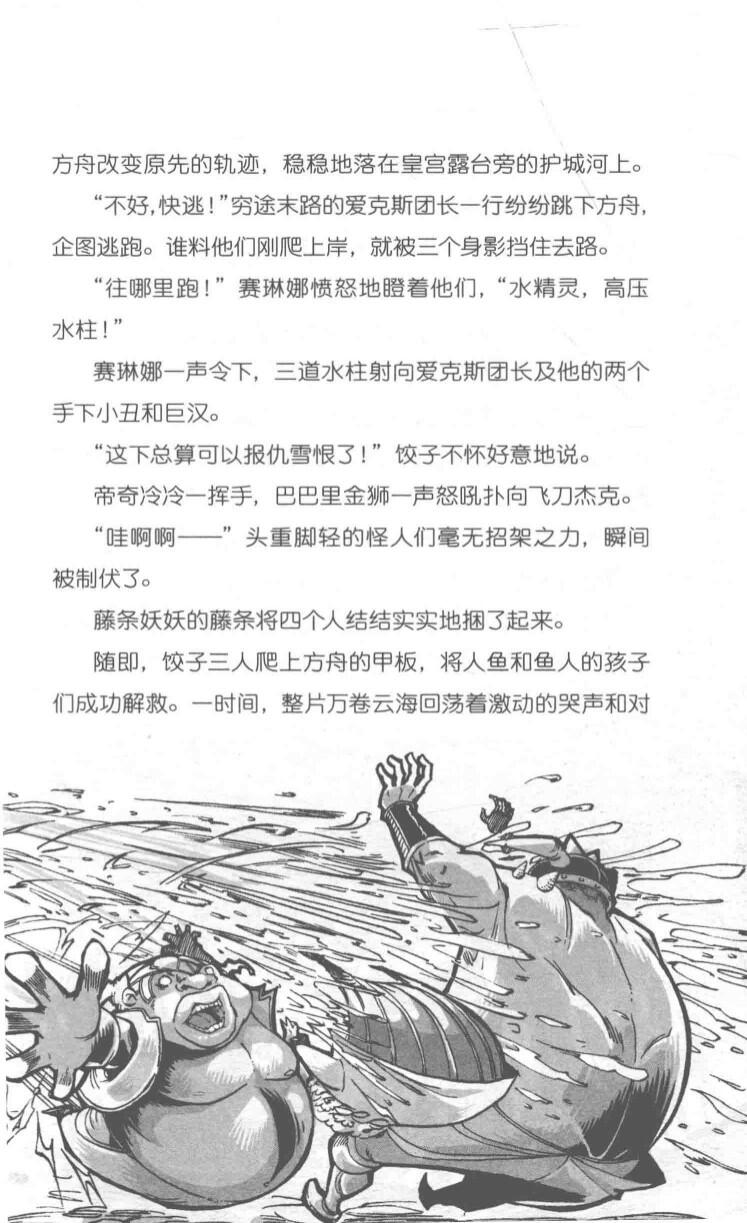 方舟改变原先的轨迹，稳稳地落在皇宫露台旁的护城河上。
“不好，快逃！”穷途末路的爱克斯团长一行纷纷跳下方舟，
企图逃跑。谁料他们刚爬上岸，就被三个身影挡住去路。
“往哪里跑！”赛琳娜愤怒地瞪着他们，“水精灵，高压
水柱！”
赛琳娜一声令下，三道水柱射向爱克斯团长及他的两个
手下小丑和巨汉。
“这下总算可以报仇雪恨了！”饺子不怀好意地说。
帝奇冷冷一挥手，巴巴里金狮一声怒吼扑向飞刀杰克。
“哇啊啊——”头重脚轻的怪人们毫无招架之力，瞬间
被制伏了。
藤条妖妖的藤条将四个人结结实实地捆了起来。
随即，饺子三人爬上方舟的甲板，将人鱼和鱼人的孩子
们成功解救。一时间，整片万卷云海回荡着激动的哭声和对